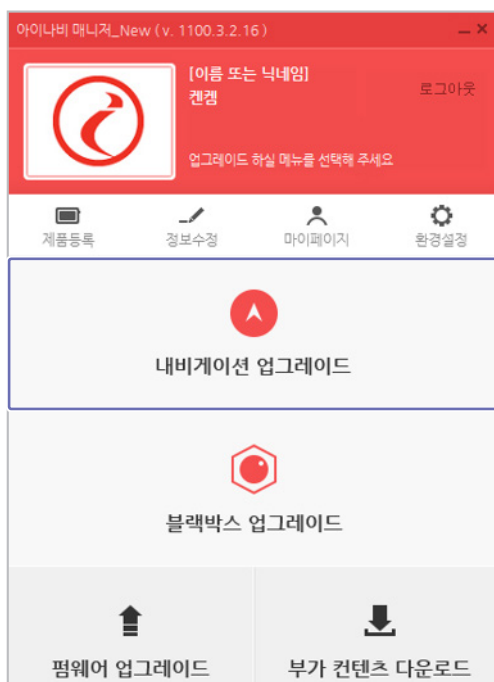 아이나비 매니저_New ( v. 1100.3.2.16 )
[이름 또는 닉네임]
켄켐
로그아웃
업그레이드 하실 메뉴를 선택해 주세요
제품등록 정보수정 마이페이지 환경설정
내비게이션 업그레이드
블랙박스 업그레이드
펌웨어 업그레이드 부가 컨텐츠 다운로드